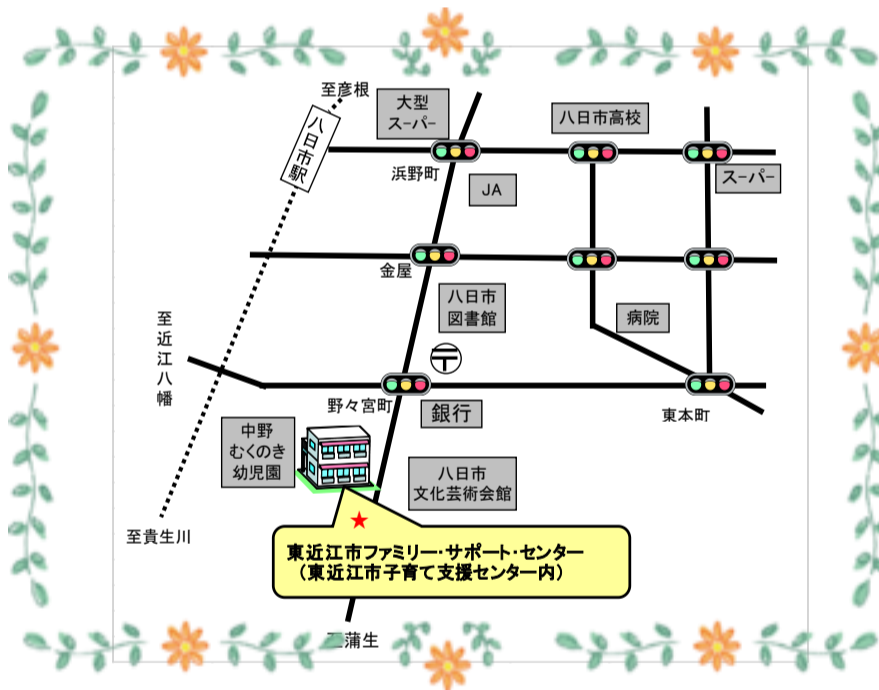 至彦根
八日市駅
大型
スーパー
八日市高校
浜野町
JA
スーパー
金屋
八日市
図書館
病院
至近江八幡
〒
野々宮町
銀行
東本町
中野
むくのき
幼児園
八日市
文化芸術会館
至貴生川
東近江市ファミリー・サポート・センター
（東近江市子育て支援センター内）
蒲生